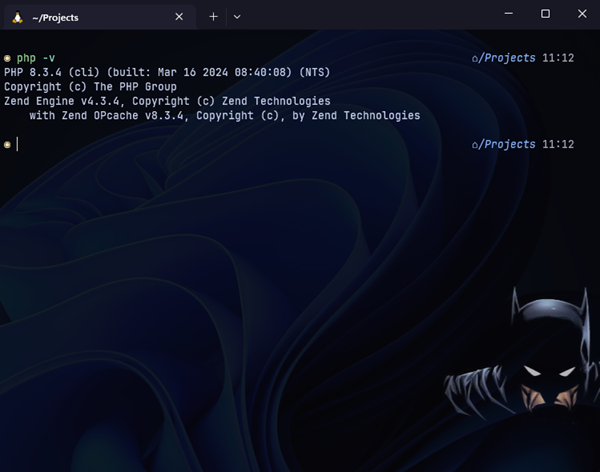 ~/Projects
php -v ⌂/Projects 11:12
PHP 8.3.4 (cli) (built: Mar 16 2024 08:40:08) (NTS)
Copyright (c) The PHP Group
Zend Engine v4.3.4, Copyright (c) Zend Technologies
    with Zend OPcache v8.3.4, Copyright (c), by Zend Technologies
⌂/Projects 11:12